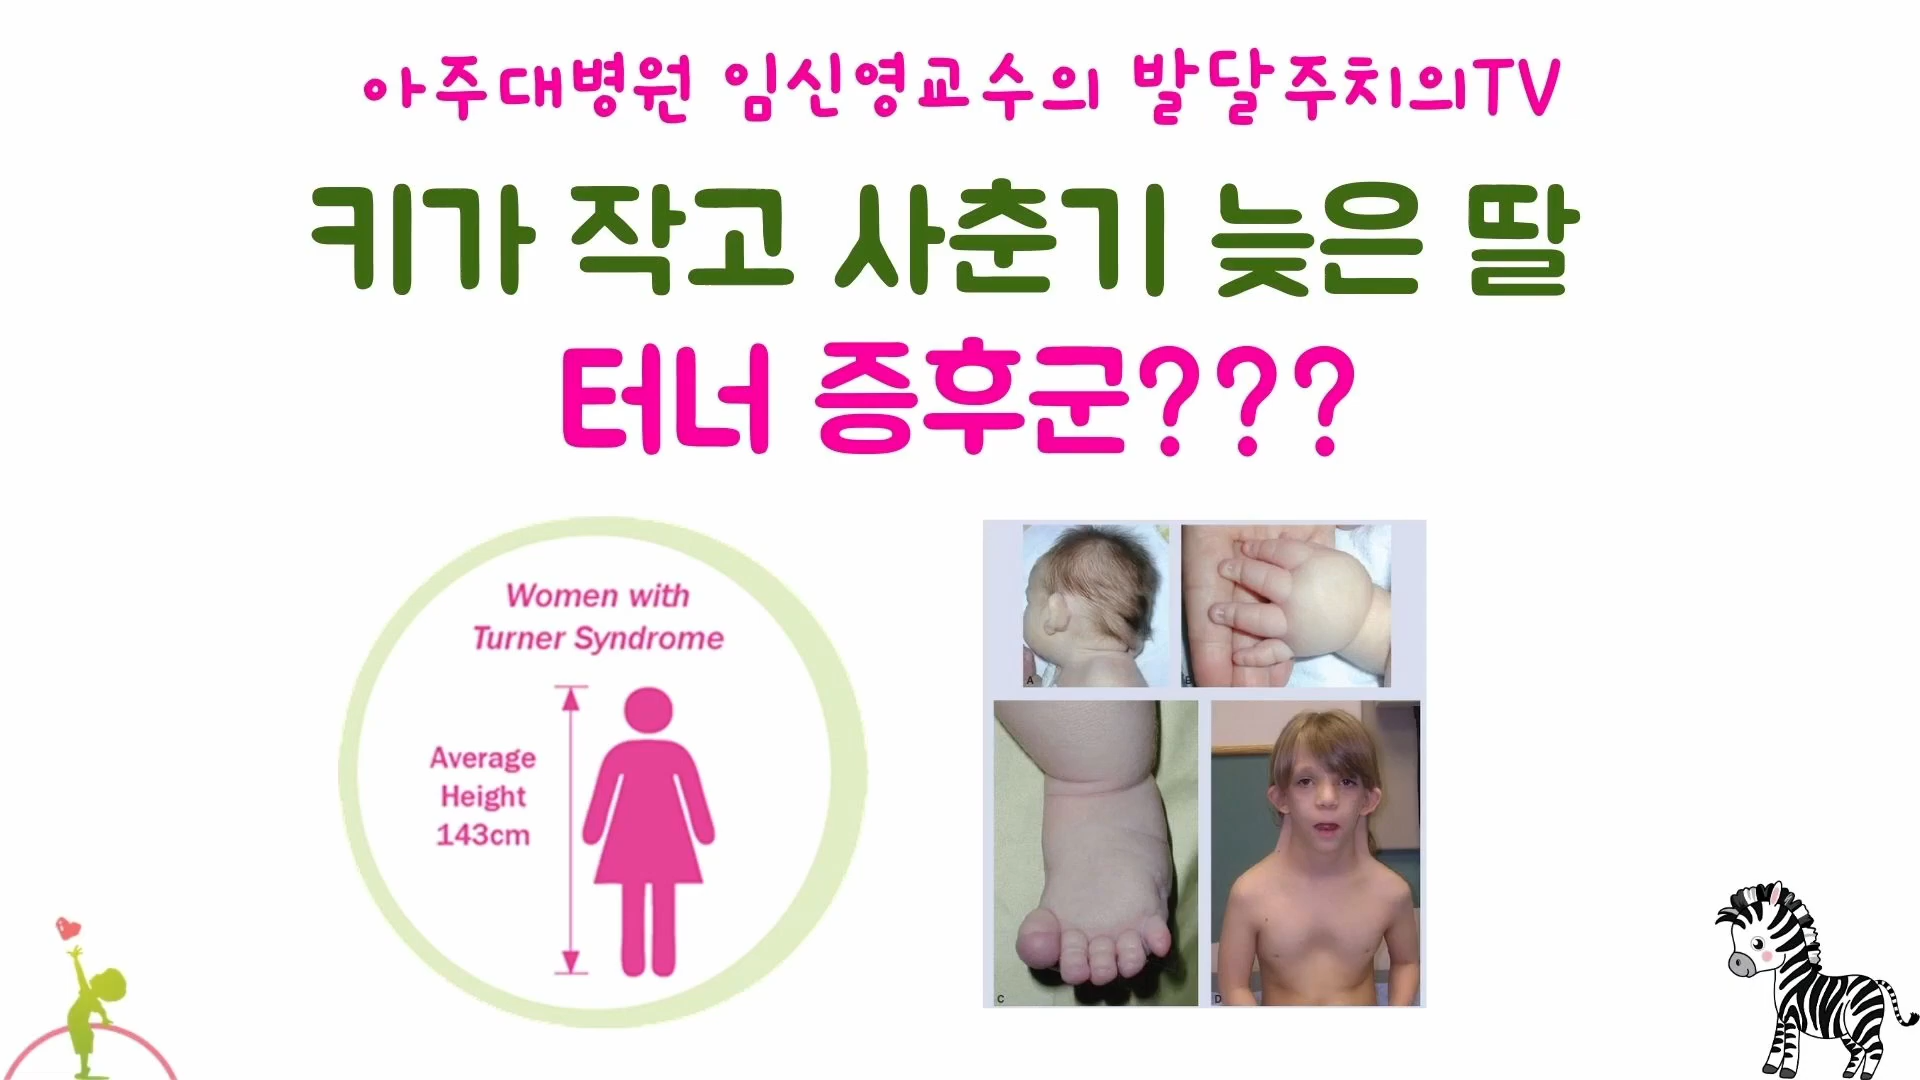 아주대병원 임신영교수의 발달주치의TV
키가 작고 사춘기 늦은 딸
터너 증후군???
Women with
Turner Syndrome
Average
Height
143cm
A
B
C
D